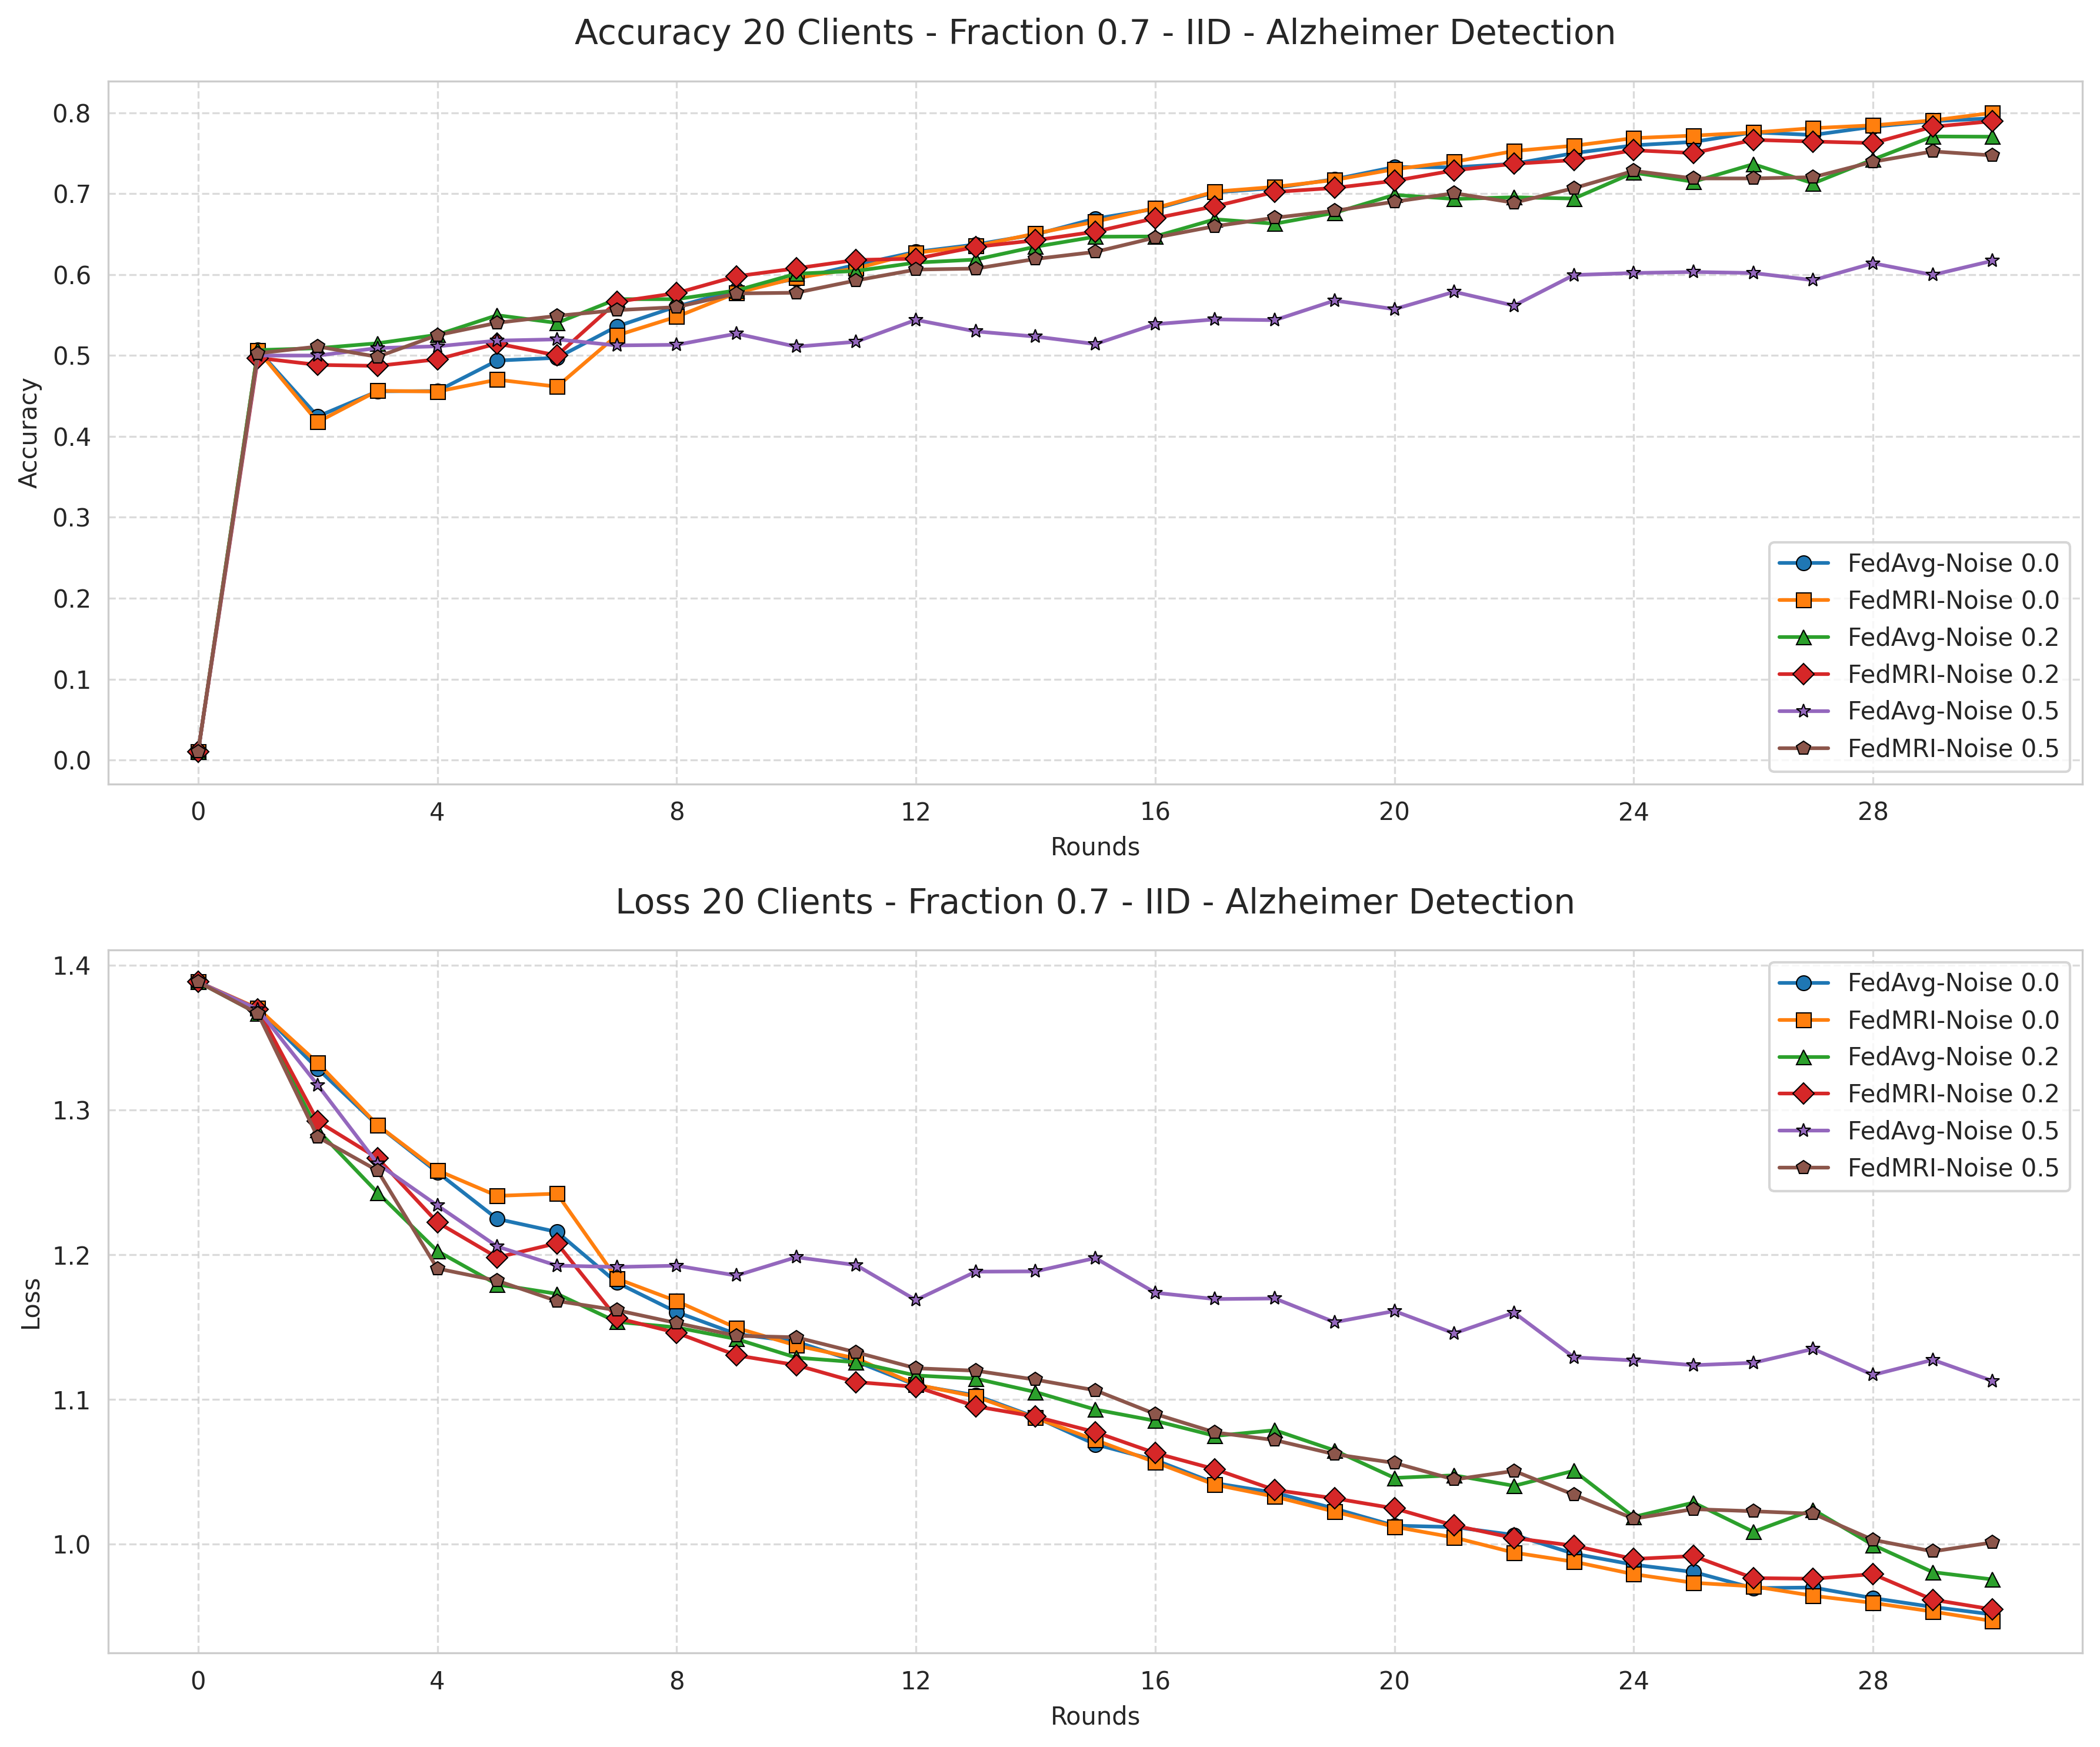 Accuracy 20 Clients - Fraction 0.7 - IID - Alzheimer Detection
0.8
0.7
0.6
0.5
0.4
0.3
0.2
0.1
0.0
Accuracy
FedAvg-Noise 0.0
FedMRI-Noise 0.0
FedAvg-Noise 0.2
FedMRI-Noise 0.2
FedAvg-Noise 0.5
FedMRI-Noise 0.5
0 4 8 12 16 20 24 28
Rounds
Loss 20 Clients - Fraction 0.7 - IID - Alzheimer Detection
1.4
1.3
1.2
1.1
1.0
Loss
FedAvg-Noise 0.0
FedMRI-Noise 0.0
FedAvg-Noise 0.2
FedMRI-Noise 0.2
FedAvg-Noise 0.5
FedMRI-Noise 0.5
0 4 8 12 16 20 24 28
Rounds